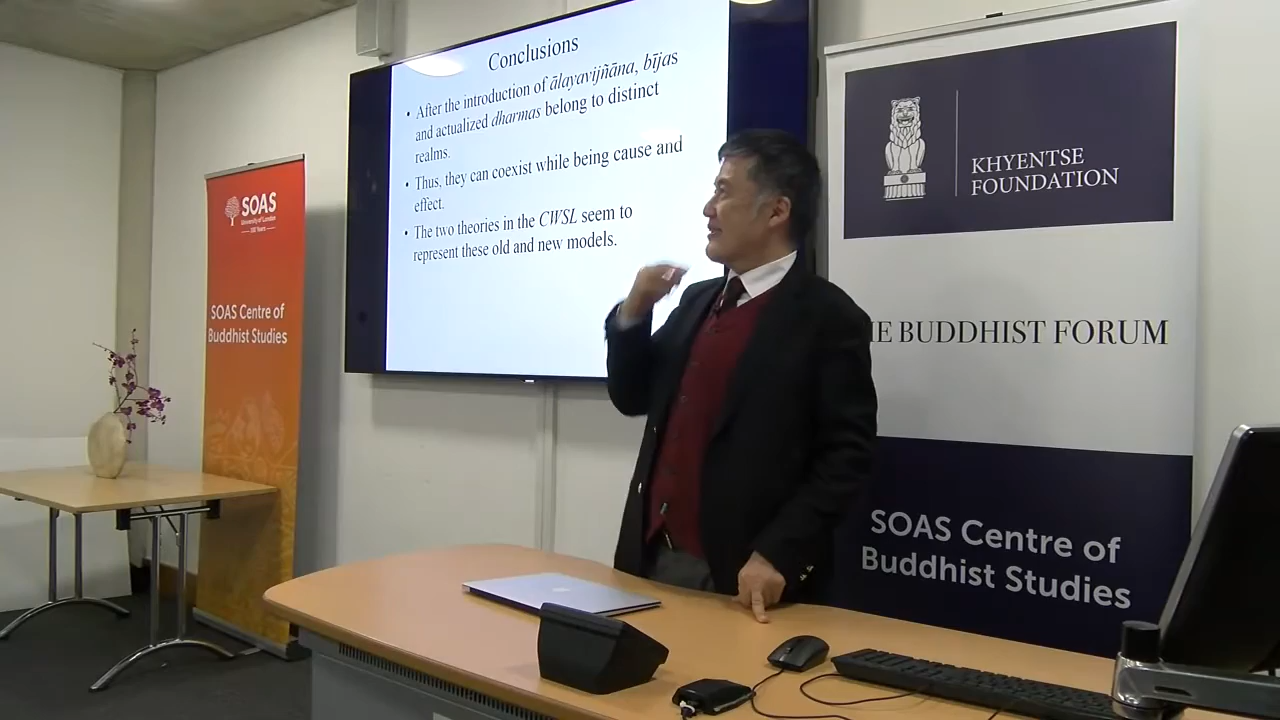 Conclusions
• After the introduction of ālayavijñāna, bījas
and actualized dharmas belong to distinct
realms.
• Thus, they can coexist while being cause and
effect.
• The two theories in the CWSL seem to
represent these old and new models.
SOAS
University of London
SOAS Centre of
Buddhist Studies
KHYENTSE
FOUNDATION
E BUDDHIST FORUM
SOAS Centre of
Buddhist Studies